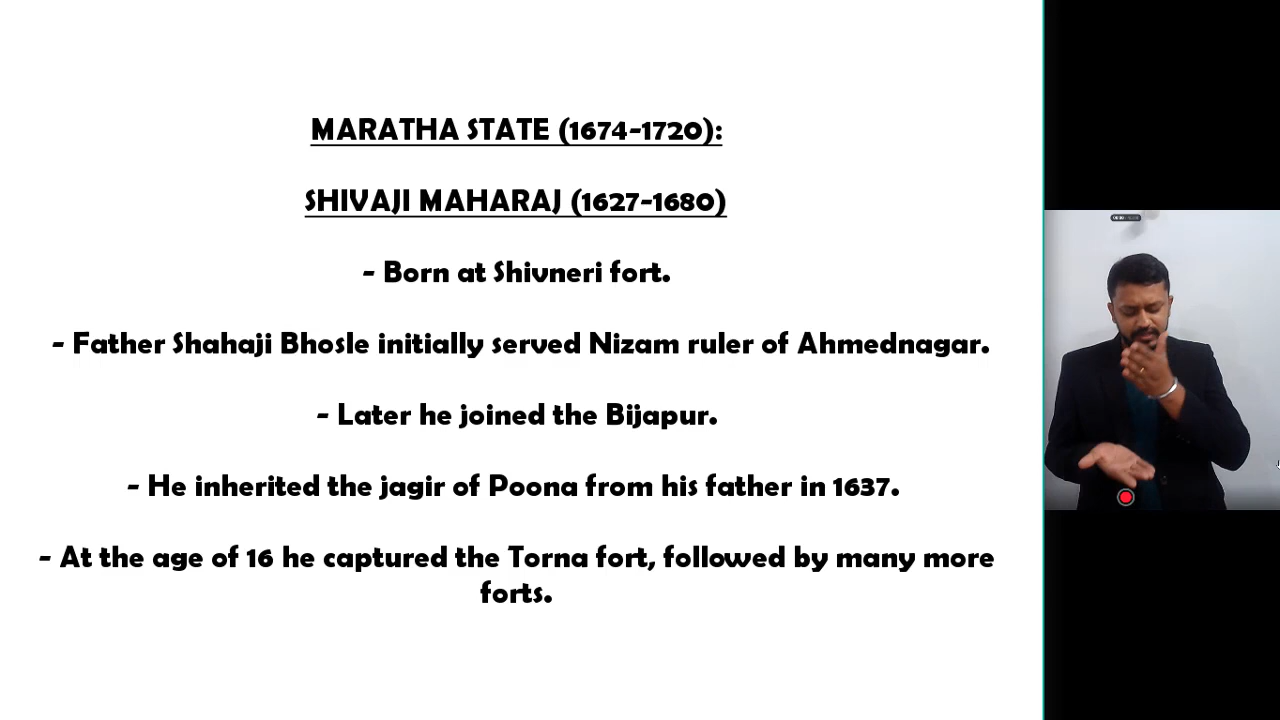 MARATHA STATE (1674-1720):
SHIVAJI MAHARAJ (1627-1680)
- Born at Shivneri fort.
- Father Shahaji Bhosle initially served Nizam ruler of Ahmednagar.
- Later he joined the Bijapur.
- He inherited the jagir of Poona from his father in 1637.
- At the age of 16 he captured the Torna fort, followed by many more
forts.